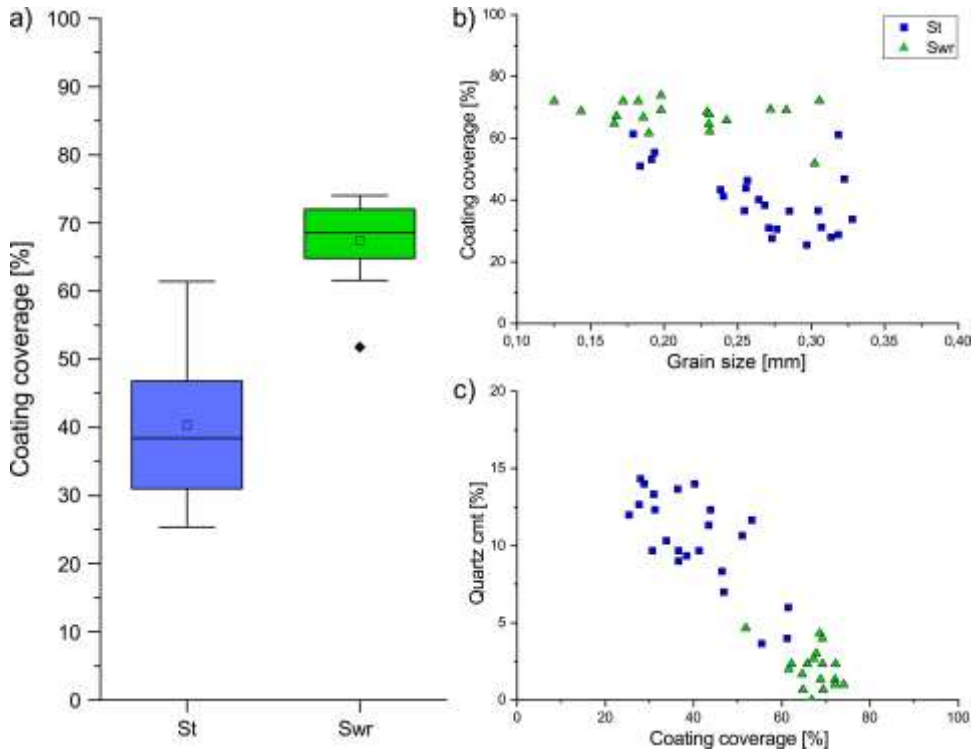 a)
100
90
80
70
60
50
40
30
20
10
0
Coating coverage [%]
St
Swr
b)
100
80
60
40
20
0
Coating coverage [%]
St
Swr
0,10
0,15
0,20
0,25
0,30
0,35
0,40
Grain size [mm]
c)
20
15
10
5
0
Quartz cmt [%]
0
20
40
60
80
100
Coating coverage [%]